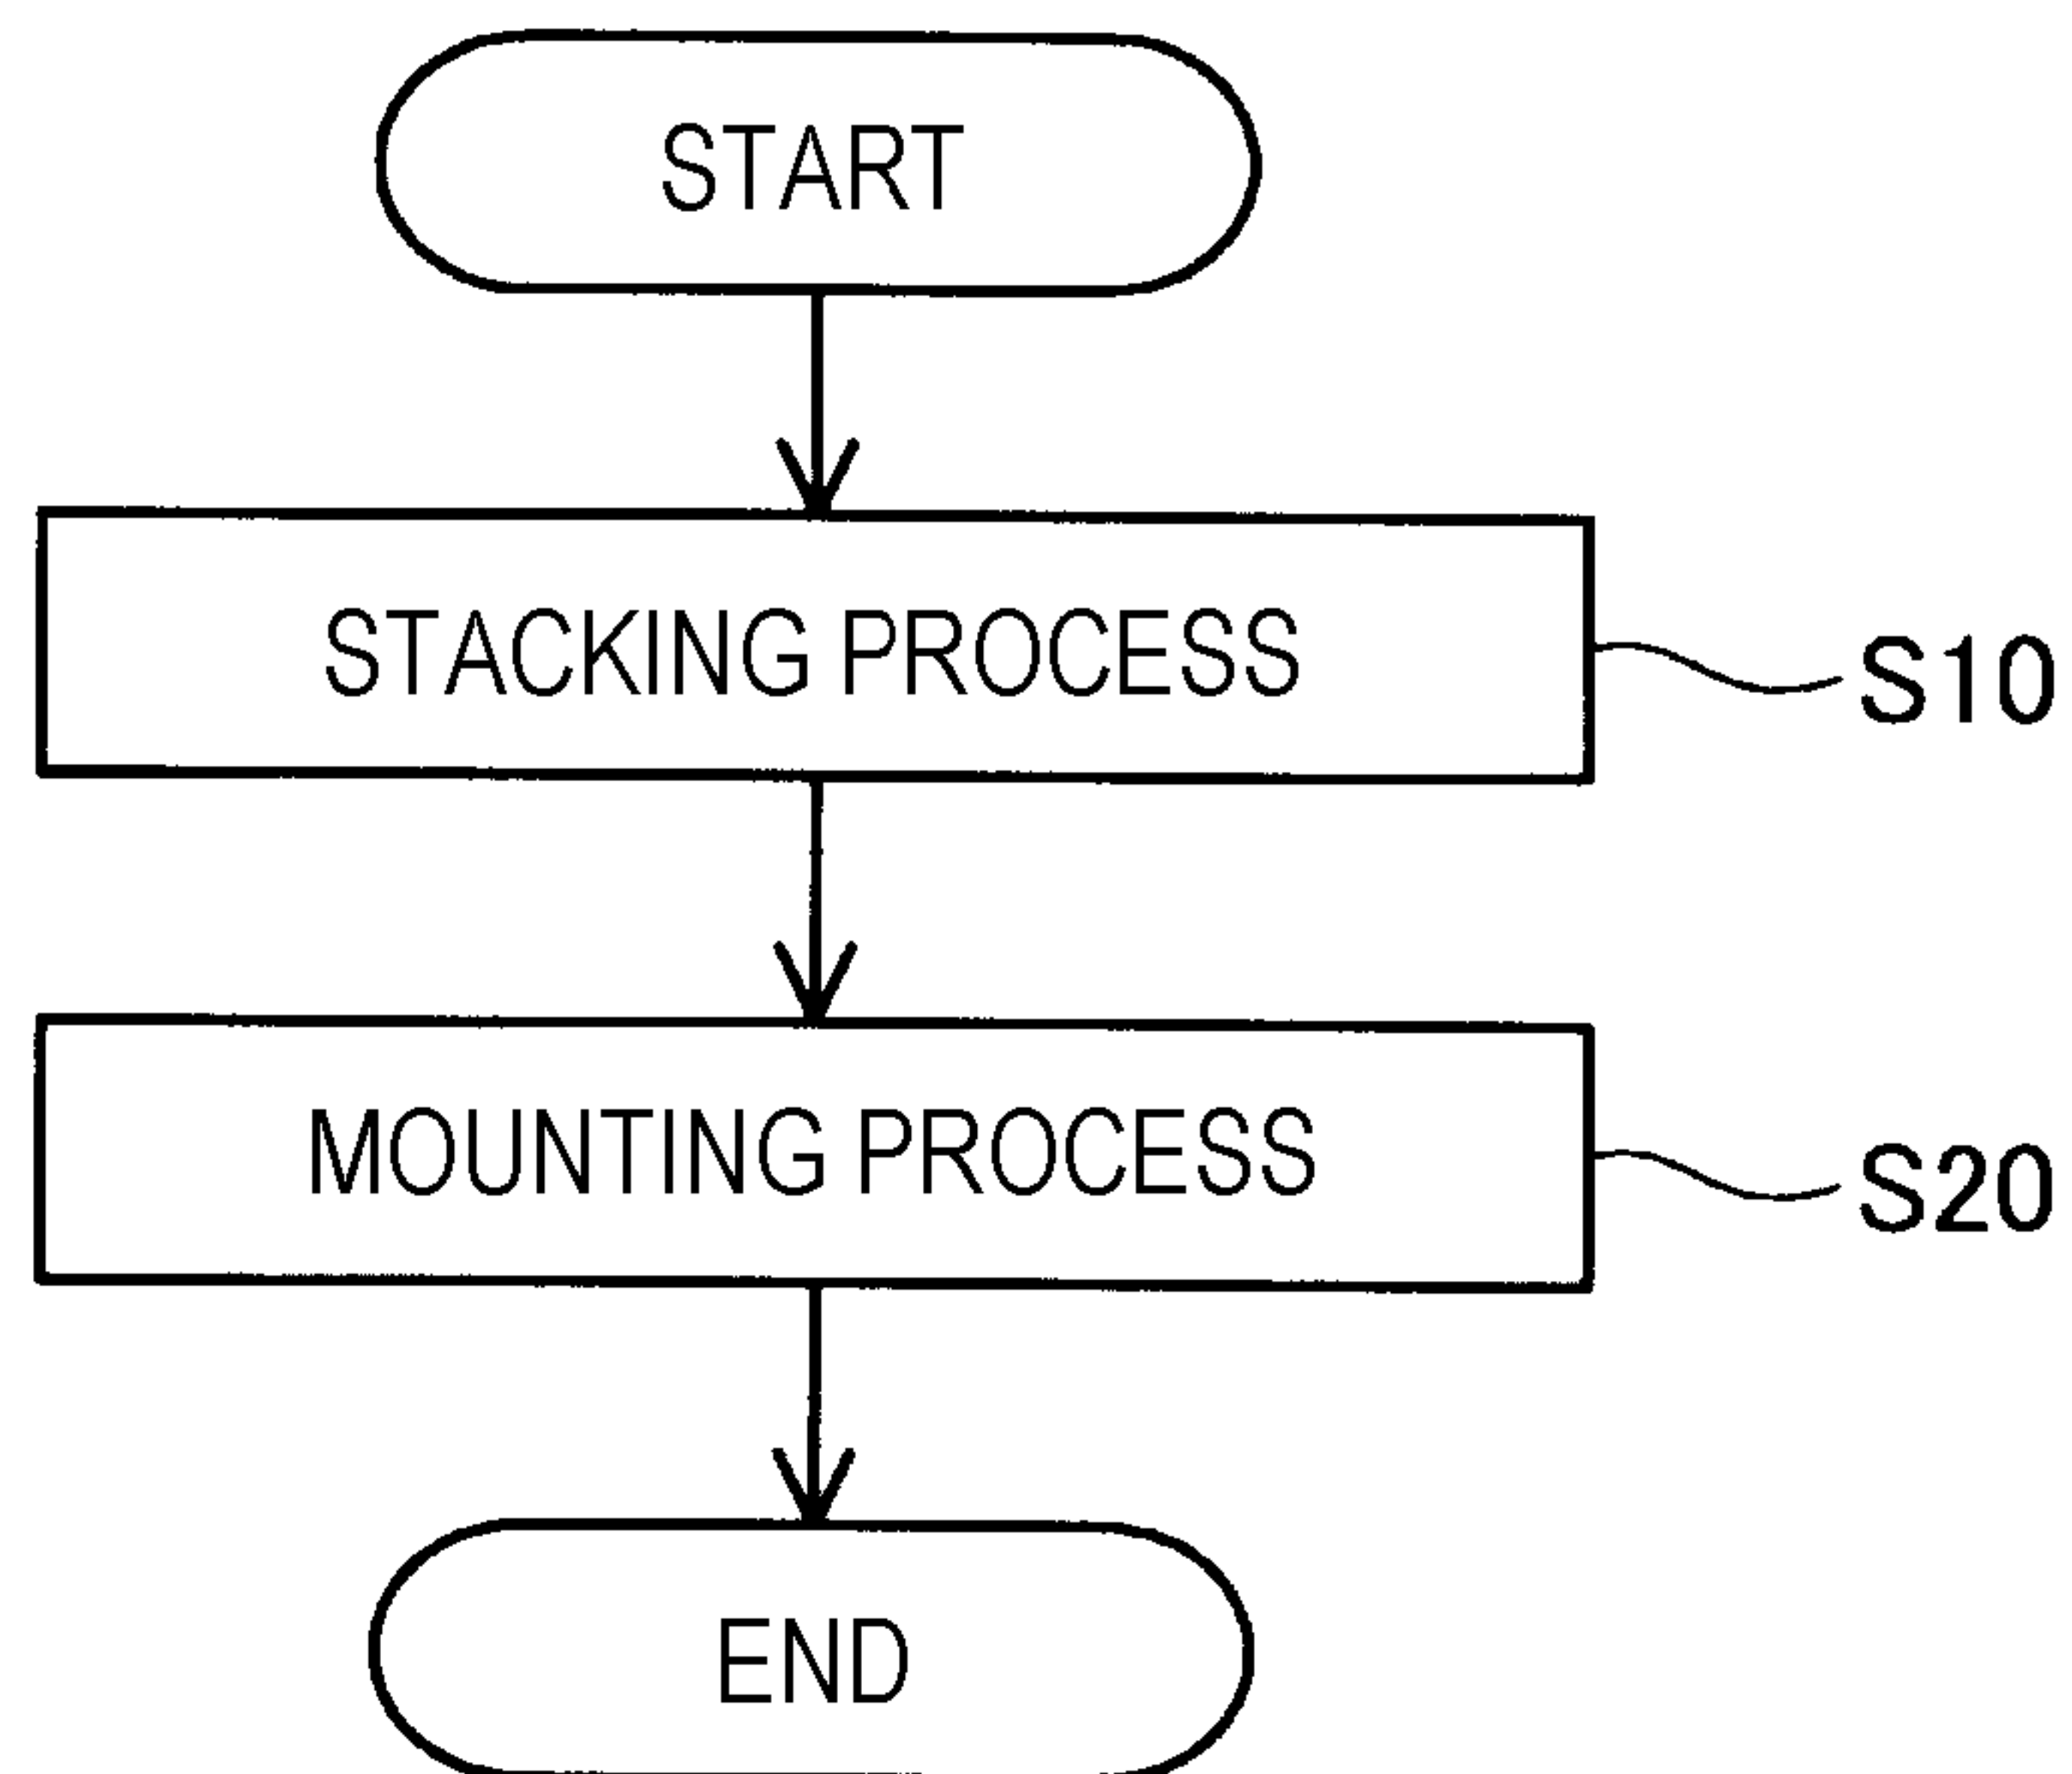 START
STACKING PROCESS
S10
MOUNTING PROCESS
S20
END